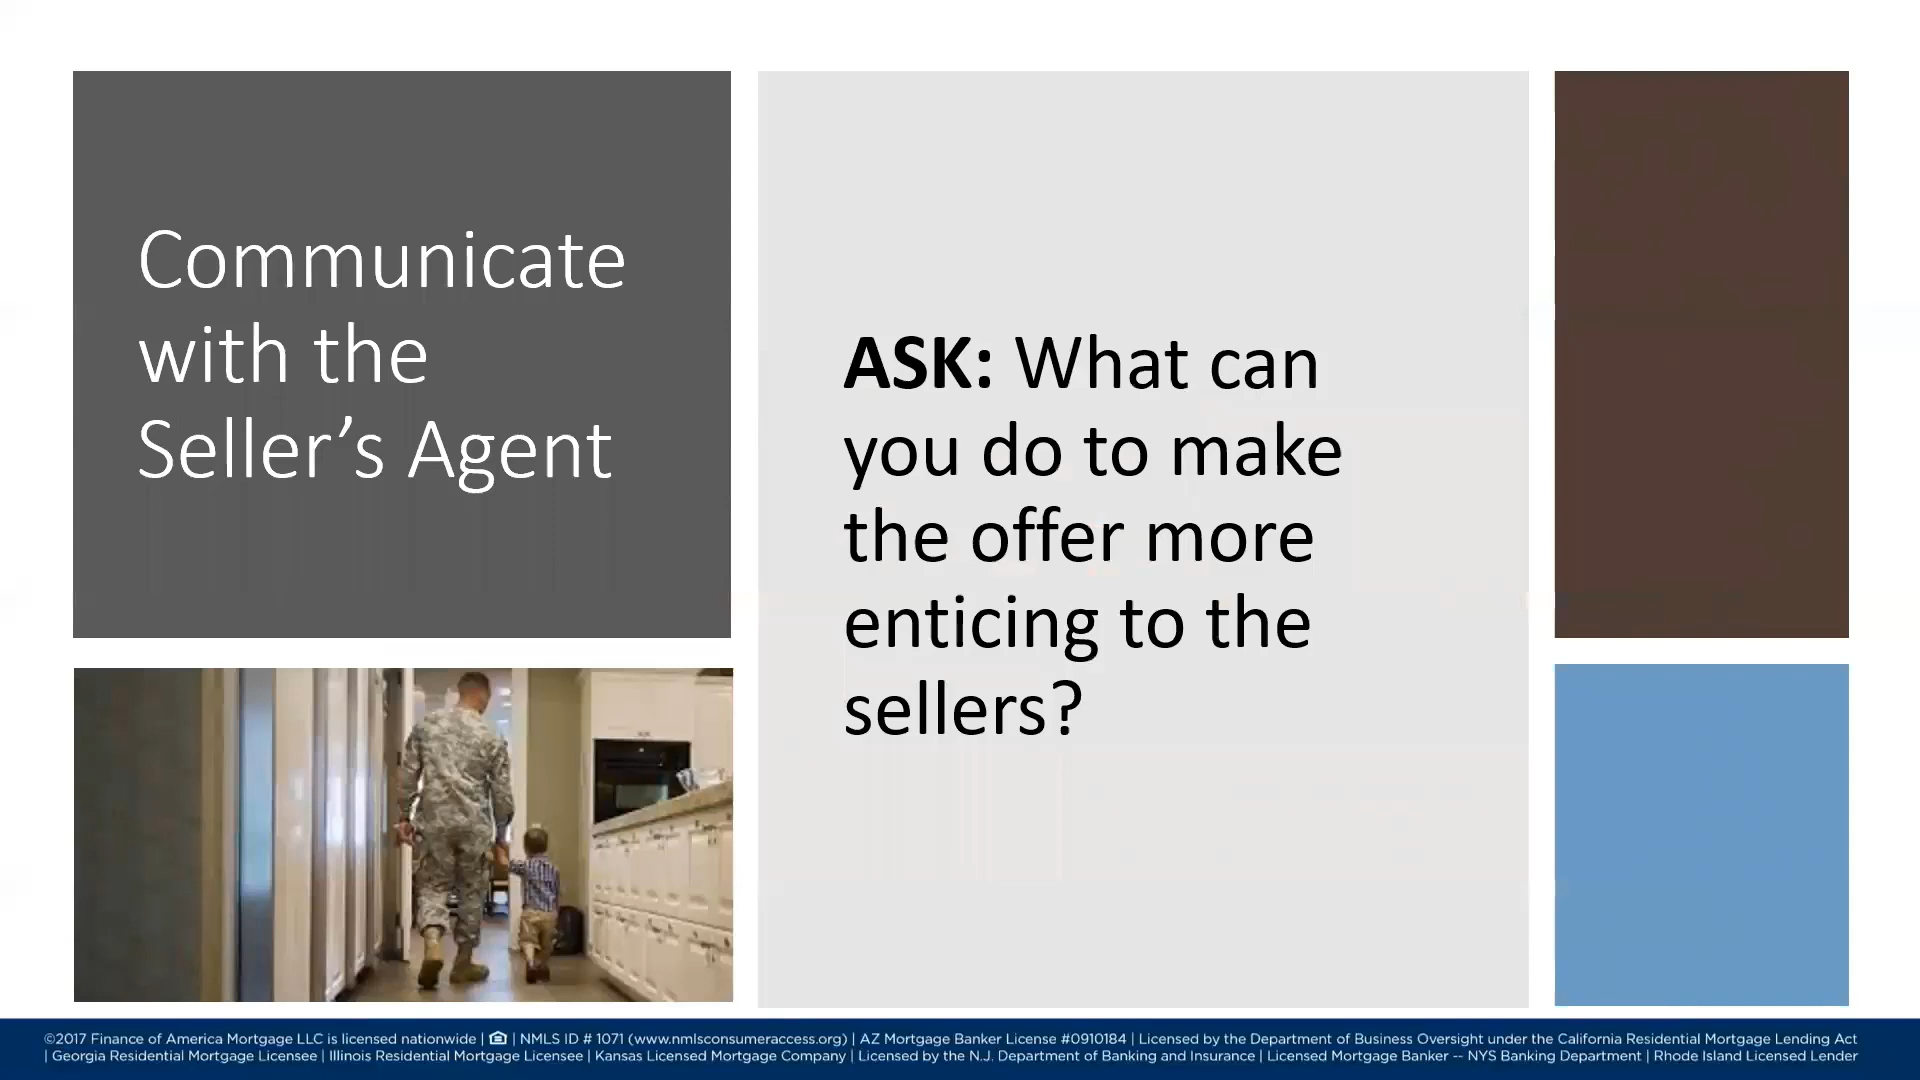 Communicate
with the
Seller’s Agent
ASK: What can
you do to make
the offer more
enticing to the
sellers?
©2017 Finance of America Mortgage LLC is licensed nationwide | | NMLS ID # 1071 (www.nmlsconsumeraccess.org) | AZ Mortgage Banker License #0910184 | Licensed by the Department of Business Oversight under the California Residential Mortgage Lending Act
| Georgia Residential Mortgage Licensee | Illinois Residential Mortgage Licensee | Kansas Licensed Mortgage Company | Licensed by the N.J. Department of Banking and Insurance | Licensed Mortgage Banker -- NYS Banking Department | Rhode Island Licensed Lender